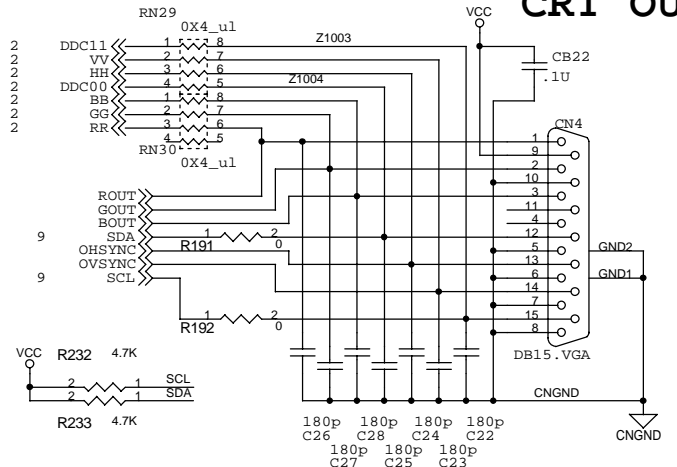 CRT OU
RN29
VCC
0X4_ul
2 DDC11 1 8 Z1003
2 VV 2 7
CB22
2 HH 3 6
.1U
2 DDC00 4 5 Z1004
2 BB 1 8
2 GG 2 7
2 RR 3 6
4 5
RN30
0X4_ul
CN4
1
9
2
10
3
11
4
12
5
13
6
14
7
15
8
GND2
GND1
DB15.VGA
ROUT
GOUT
BOUT
9 SDA 1 2
R191 0
OHSYNC
OVSYNC
9 SCL
1 2
R192 0
VCC
R232 4.7K
2 1 SCL
2 1 SDA
R233 4.7K
CNGND
CNGND
180p 180p 180p 180p
C26 C28 C24 C22
180p 180p 180p
C27 C25 C23